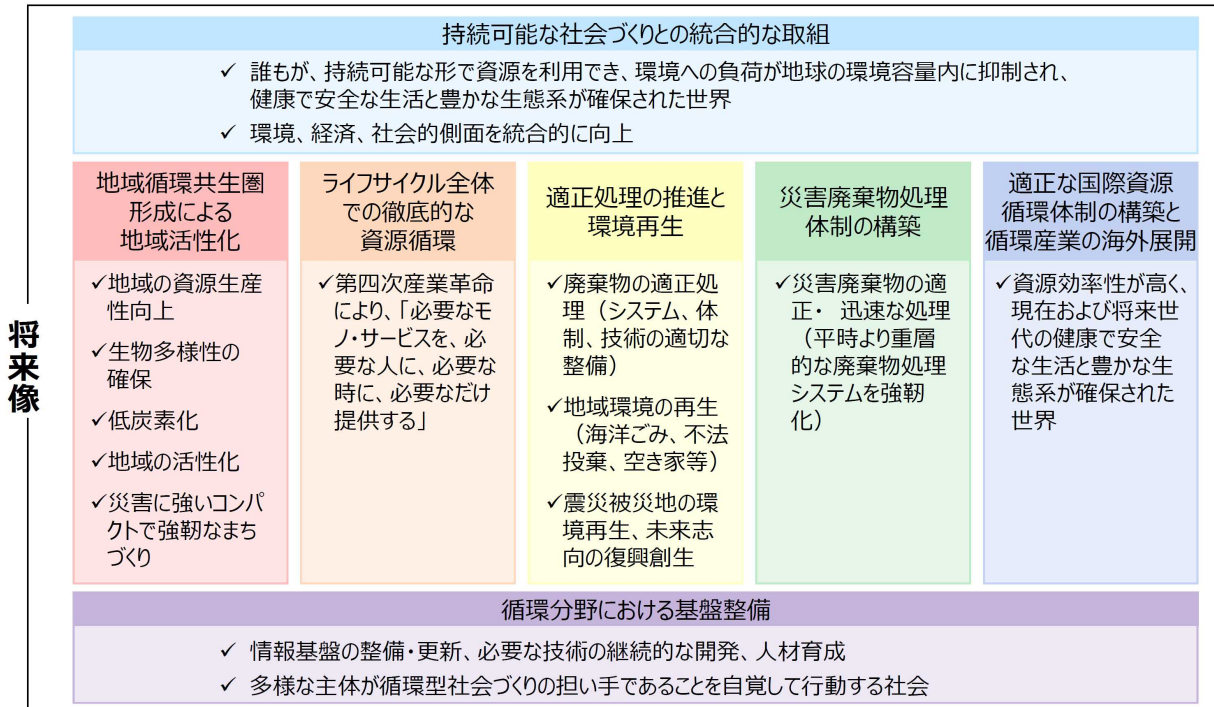 持続可能な社会づくりとの統合的な取組
✓ 誰もが、持続可能な形で資源を利用でき、環境への負荷が地球の環境容量内に抑制され、
健康で安全な生活と豊かな生態系が確保された世界
✓ 環境、経済、社会的側面を統合的に向上
将来像
地域循環共生圏
形成による
地域活性化
✓地域の資源生産
性向上
✓生物多様性の
確保
✓低炭素化
✓地域の活性化
✓災害に強いコンパ
クトで強靭なまち
づくり
ライフサイクル全体
での徹底的な
資源循環
✓第四次産業革命
により、「必要なモ
ノ・サービスを、必
要な人に、必要な
時に、必要なだけ
提供する」
適正処理の推進と
環境再生
✓廃棄物の適正処
理（システム、体
制、技術の適切な
整備）
✓地域環境の再生
（海洋ごみ、不法
投棄、空き家等）
✓震災被災地の環
境再生、未来志
向の復興創生
災害廃棄物処理
体制の構築
✓災害廃棄物の適
正・ 迅速な処理
（平時より重層
的な廃棄物処理
システムを強靭
化）
適正な国際資源
循環体制の構築と
循環産業の海外展開
✓資源効率性が高く、
現在および将来世
代の健康で安全
な生活と豊かな生
態系が確保された
世界
循環分野における基盤整備
✓ 情報基盤の整備・更新、必要な技術の継続的な開発、人材育成
✓ 多様な主体が循環型社会づくりの担い手であることを自覚して行動する社会